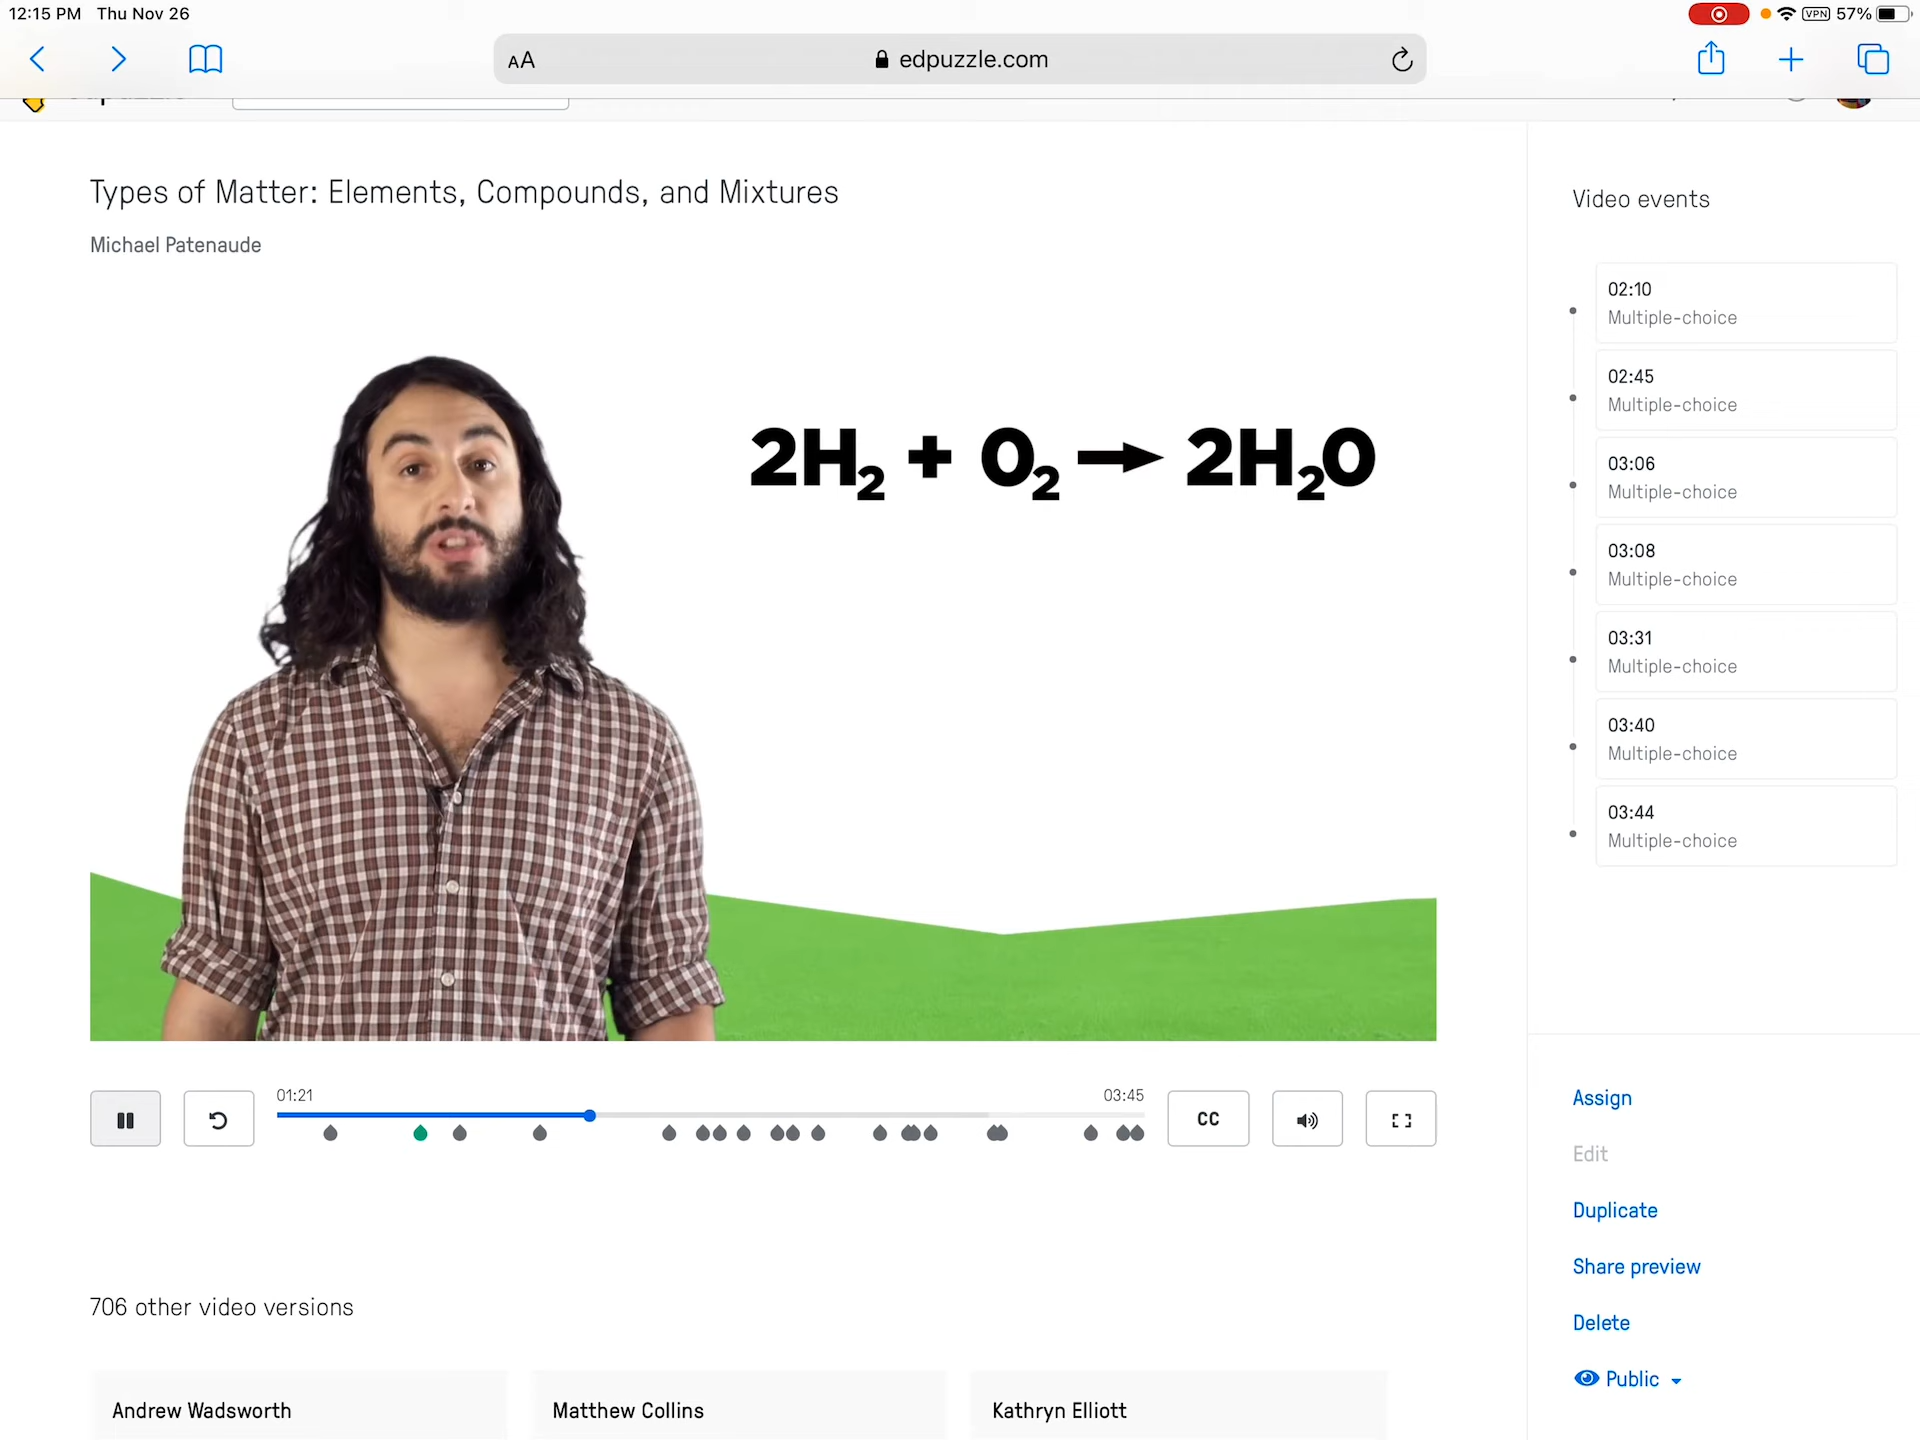 12:15 PM Thu Nov 26
VPN 57%
AA
edpuzzle.com
Types of Matter: Elements, Compounds, and Mixtures
Michael Patenaude
2H₂ + O₂ → 2H₂O
01:21
03:45
CC
706 other video versions
Andrew Wadsworth
Matthew Collins
Kathryn Elliott
Video events
02:10
Multiple-choice
02:45
Multiple-choice
03:06
Multiple-choice
03:08
Multiple-choice
03:31
Multiple-choice
03:40
Multiple-choice
03:44
Multiple-choice
Assign
Edit
Duplicate
Share preview
Delete
Public